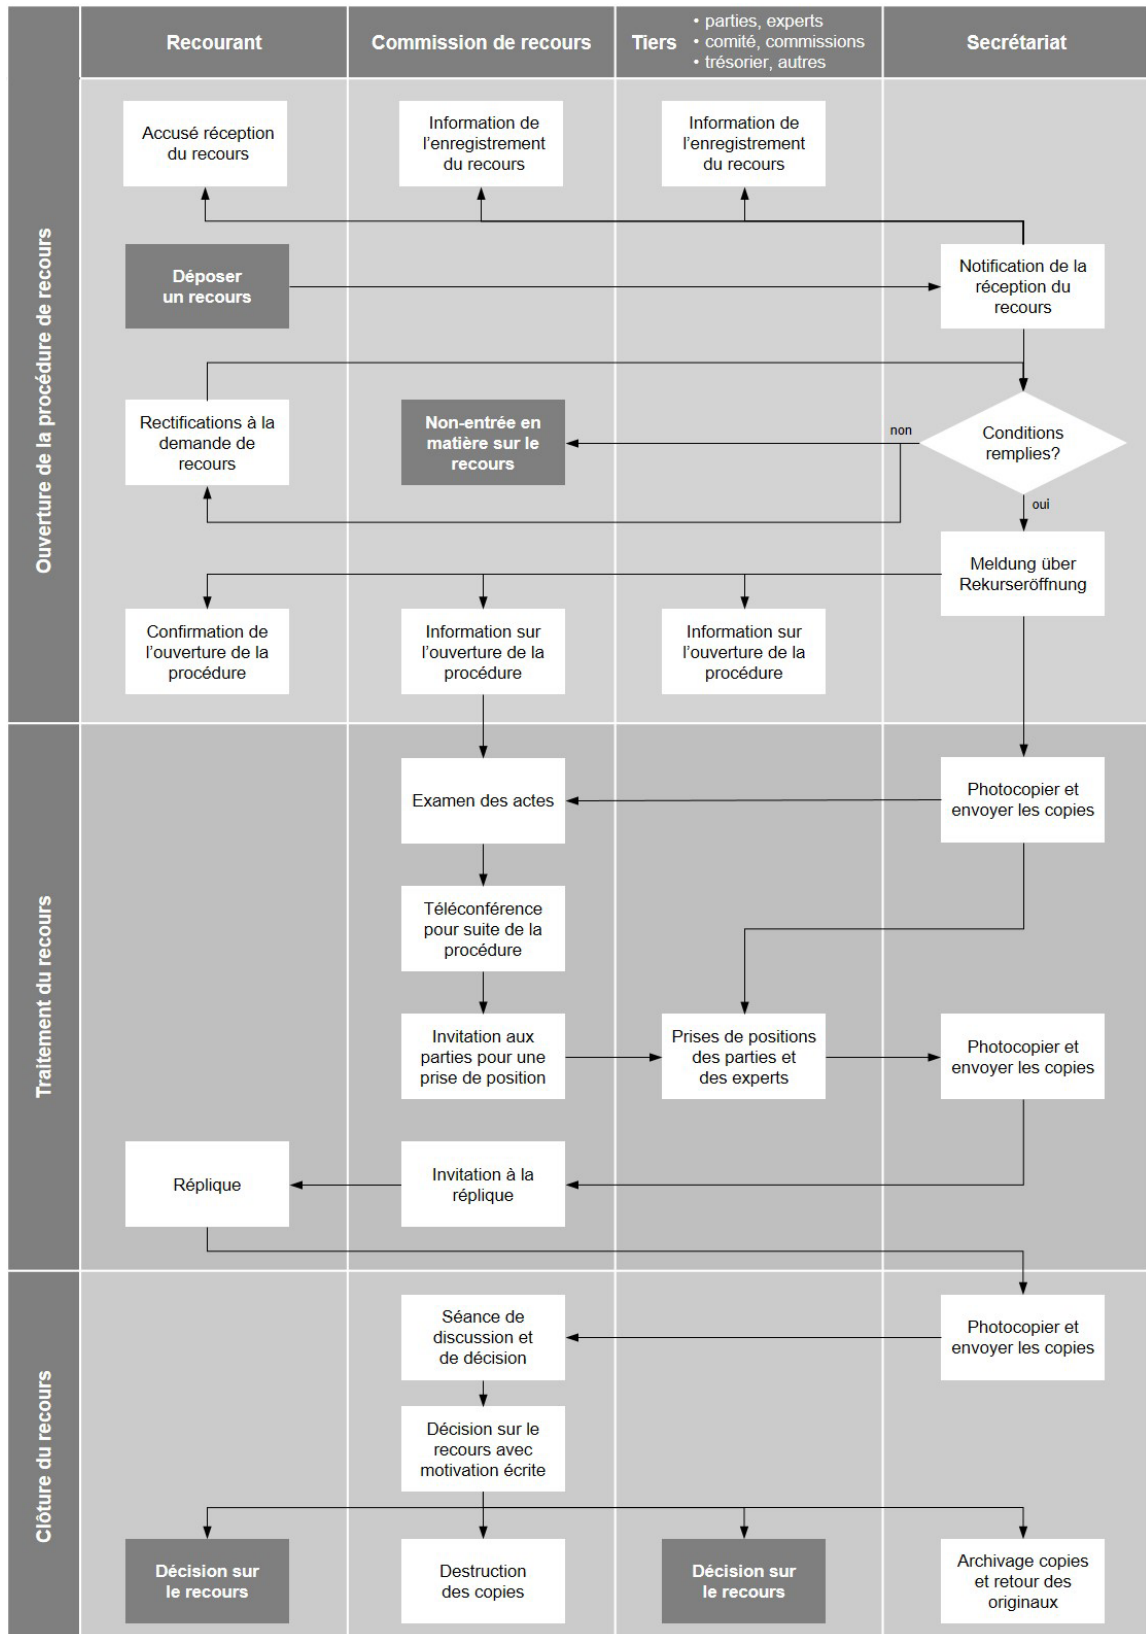 Recourant
Commission de recours
Tiers
• parties, experts
• comité, commissions
• trésorier, autres
Secrétariat
Ouverture de la procédure de recours
Accusé réception
du recours
Information de
l’enregistrement
du recours
Information de
l’enregistrement
du recours
Déposer
un recours
Notification de la
réception du
recours
Rectifications à la
demande de
recours
Non-entrée en
matière sur le
recours
non
Conditions
remplies?
oui
Meldung über
Rekurseröffnung
Confirmation de
l’ouverture de la
procédure
Information sur
l’ouverture de la
procédure
Information sur
l’ouverture de la
procédure
Traitement du recours
Examen des actes
Photocopier et
envoyer les copies
Téléconférence
pour suite de la
procédure
Invitation aux
parties pour une
prise de position
Prises de positions
des parties et
des experts
Photocopier et
envoyer les copies
Réplique
Invitation à la
réplique
Clôture du recours
Séance de
discussion et
de décision
Photocopier et
envoyer les copies
Décision sur le
recours avec
motivation écrite
Décision sur
le recours
Destruction
des copies
Décision sur
le recours
Archivage copies
et retour des
originaux